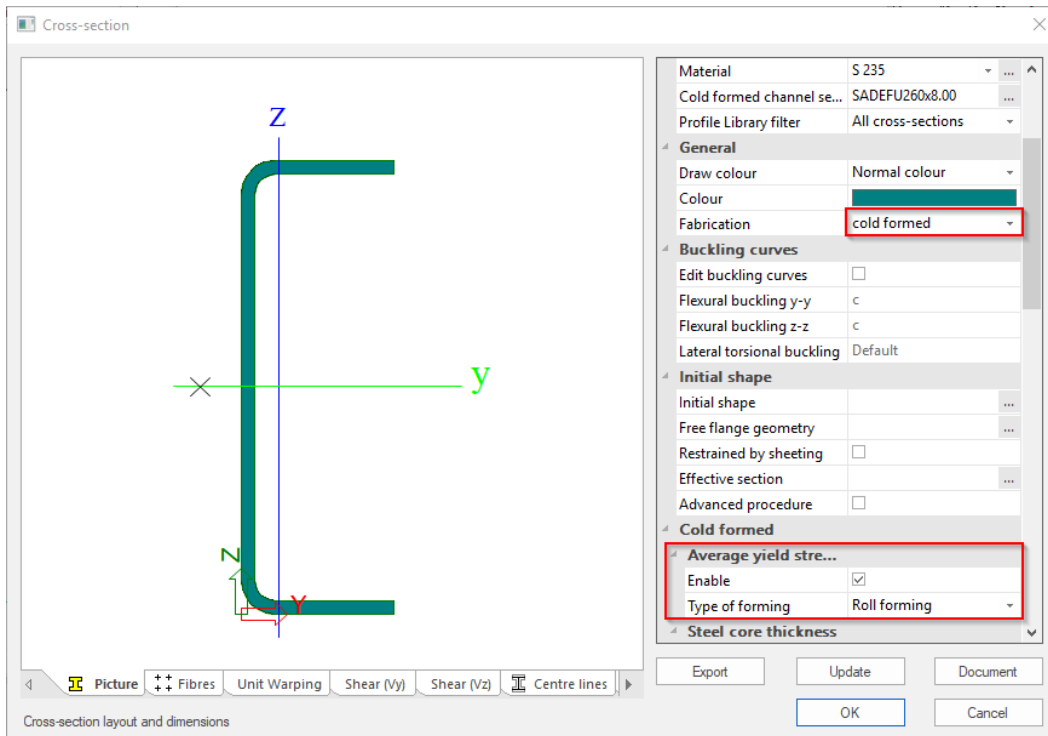 Cross-section
Z
y
N
Y
Picture
Fibres
Unit Warping
Shear (Vy)
Shear (Vz)
Centre lines
Cross-section layout and dimensions
Material S 235 ...
Cold formed channel se... SADEFU260x8.00 ...
Profile Library filter All cross-sections
General
Draw colour Normal colour
Colour
Fabrication cold formed
Buckling curves
Edit buckling curves
Flexural buckling y-y c
Flexural buckling z-z c
Lateral torsional buckling Default
Initial shape
Initial shape ...
Free flange geometry ...
Restrained by sheeting
Effective section ...
Advanced procedure
Cold formed
Average yield stre...
Enable
Type of forming Roll forming
Steel core thickness
Export Update Document
OK Cancel